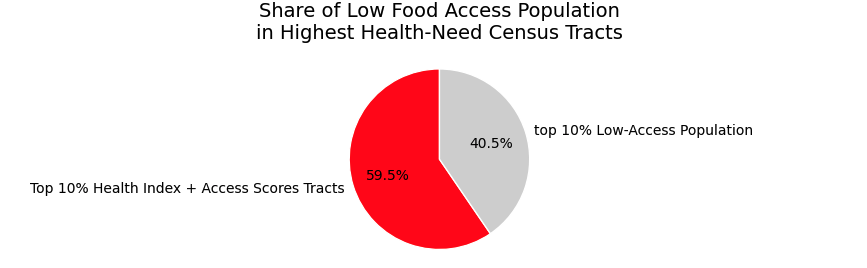 Share of Low Food Access Population
in Highest Health-Need Census Tracts
40.5%
top 10% Low-Access Population
59.5%
Top 10% Health Index + Access Scores Tracts